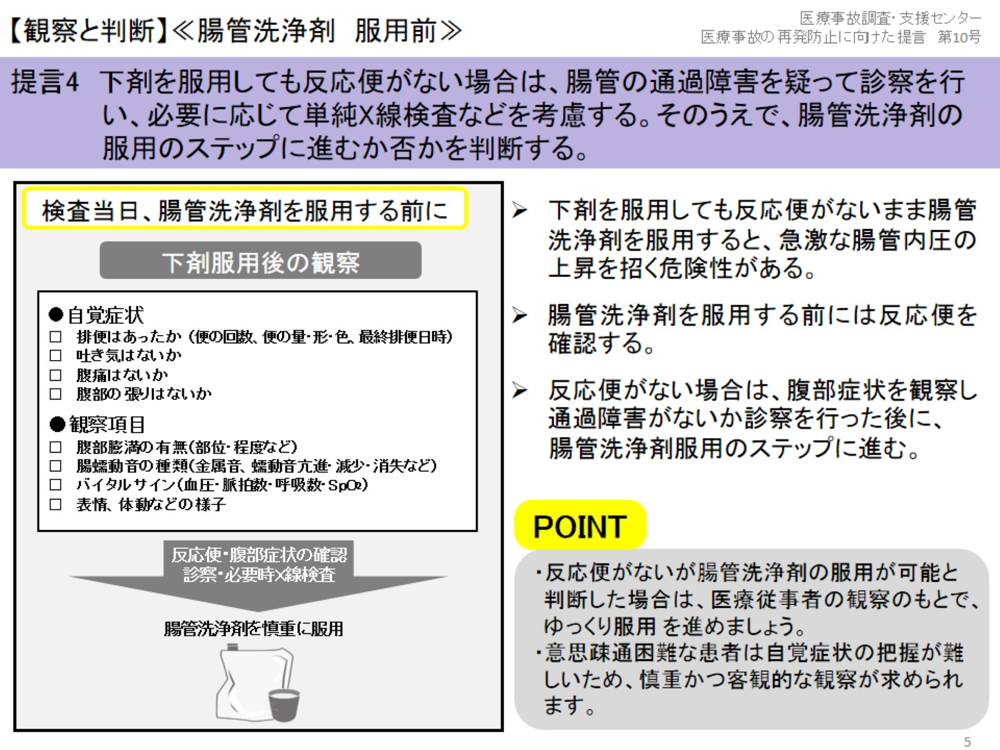 【観察と判断】≪腸管洗浄剤　服用前≫
医療事故調査・支援センター
医療事故の再発防止に向けた提言　第10号
提言4　下剤を服用しても反応便がない場合は、腸管の通過障害を疑って診察を行
い、必要に応じて単純X線検査などを考慮する。そのうえで、腸管洗浄剤の
服用のステップに進むか否かを判断する。
検査当日、腸管洗浄剤を服用する前に
下剤服用後の観察
●自覚症状
□　排便はあったか（便の回数、便の量・形・色、最終排便日時）
□　吐き気はないか
□　腹痛はないか
□　腹部の張りはないか
●観察項目
□　腹部膨満の有無（部位・程度など）
□　腸蠕動音の種類（金属音、蠕動音亢進・減少・消失など）
□　バイタルサイン（血圧・脈拍数・呼吸数・SpO₂）
□　表情、体動などの様子
反応便・腹部症状の確認
診察・必要時X線検査
腸管洗浄剤を慎重に服用
➢　下剤を服用しても反応便がないまま腸管
洗浄剤を服用すると、急激な腸管内圧の
上昇を招く危険性がある。
➢　腸管洗浄剤を服用する前には反応便を
確認する。
➢　反応便がない場合は、腹部症状を観察し
通過障害がないか診察を行った後に、
腸管洗浄剤服用のステップに進む。
POINT
・反応便がないが腸管洗浄剤の服用が可能と
判断した場合は、医療従事者の観察のもとで、
ゆっくり服用 を進めましょう。
・意思疎通困難な患者は自覚症状の把握が難
しいため、慎重かつ客観的な観察が求められ
ます。
5